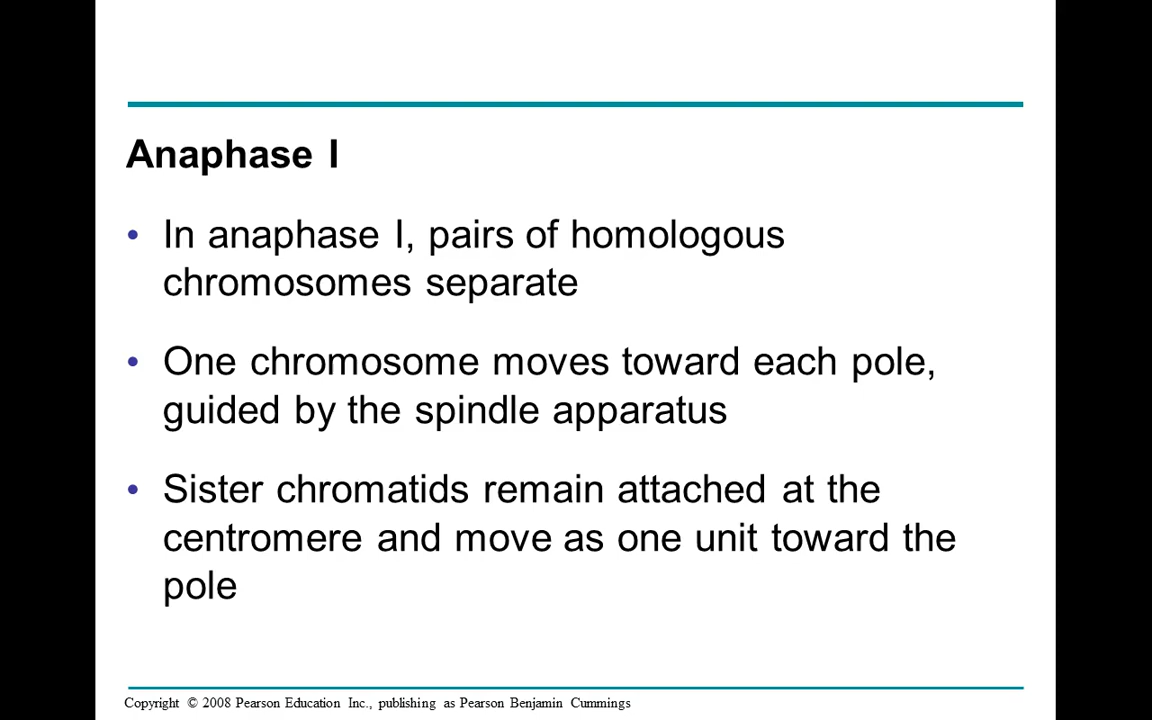 Anaphase I
• In anaphase I, pairs of homologous
chromosomes separate
• One chromosome moves toward each pole,
guided by the spindle apparatus
• Sister chromatids remain attached at the
centromere and move as one unit toward the
pole
Copyright © 2008 Pearson Education Inc., publishing as Pearson Benjamin Cummings